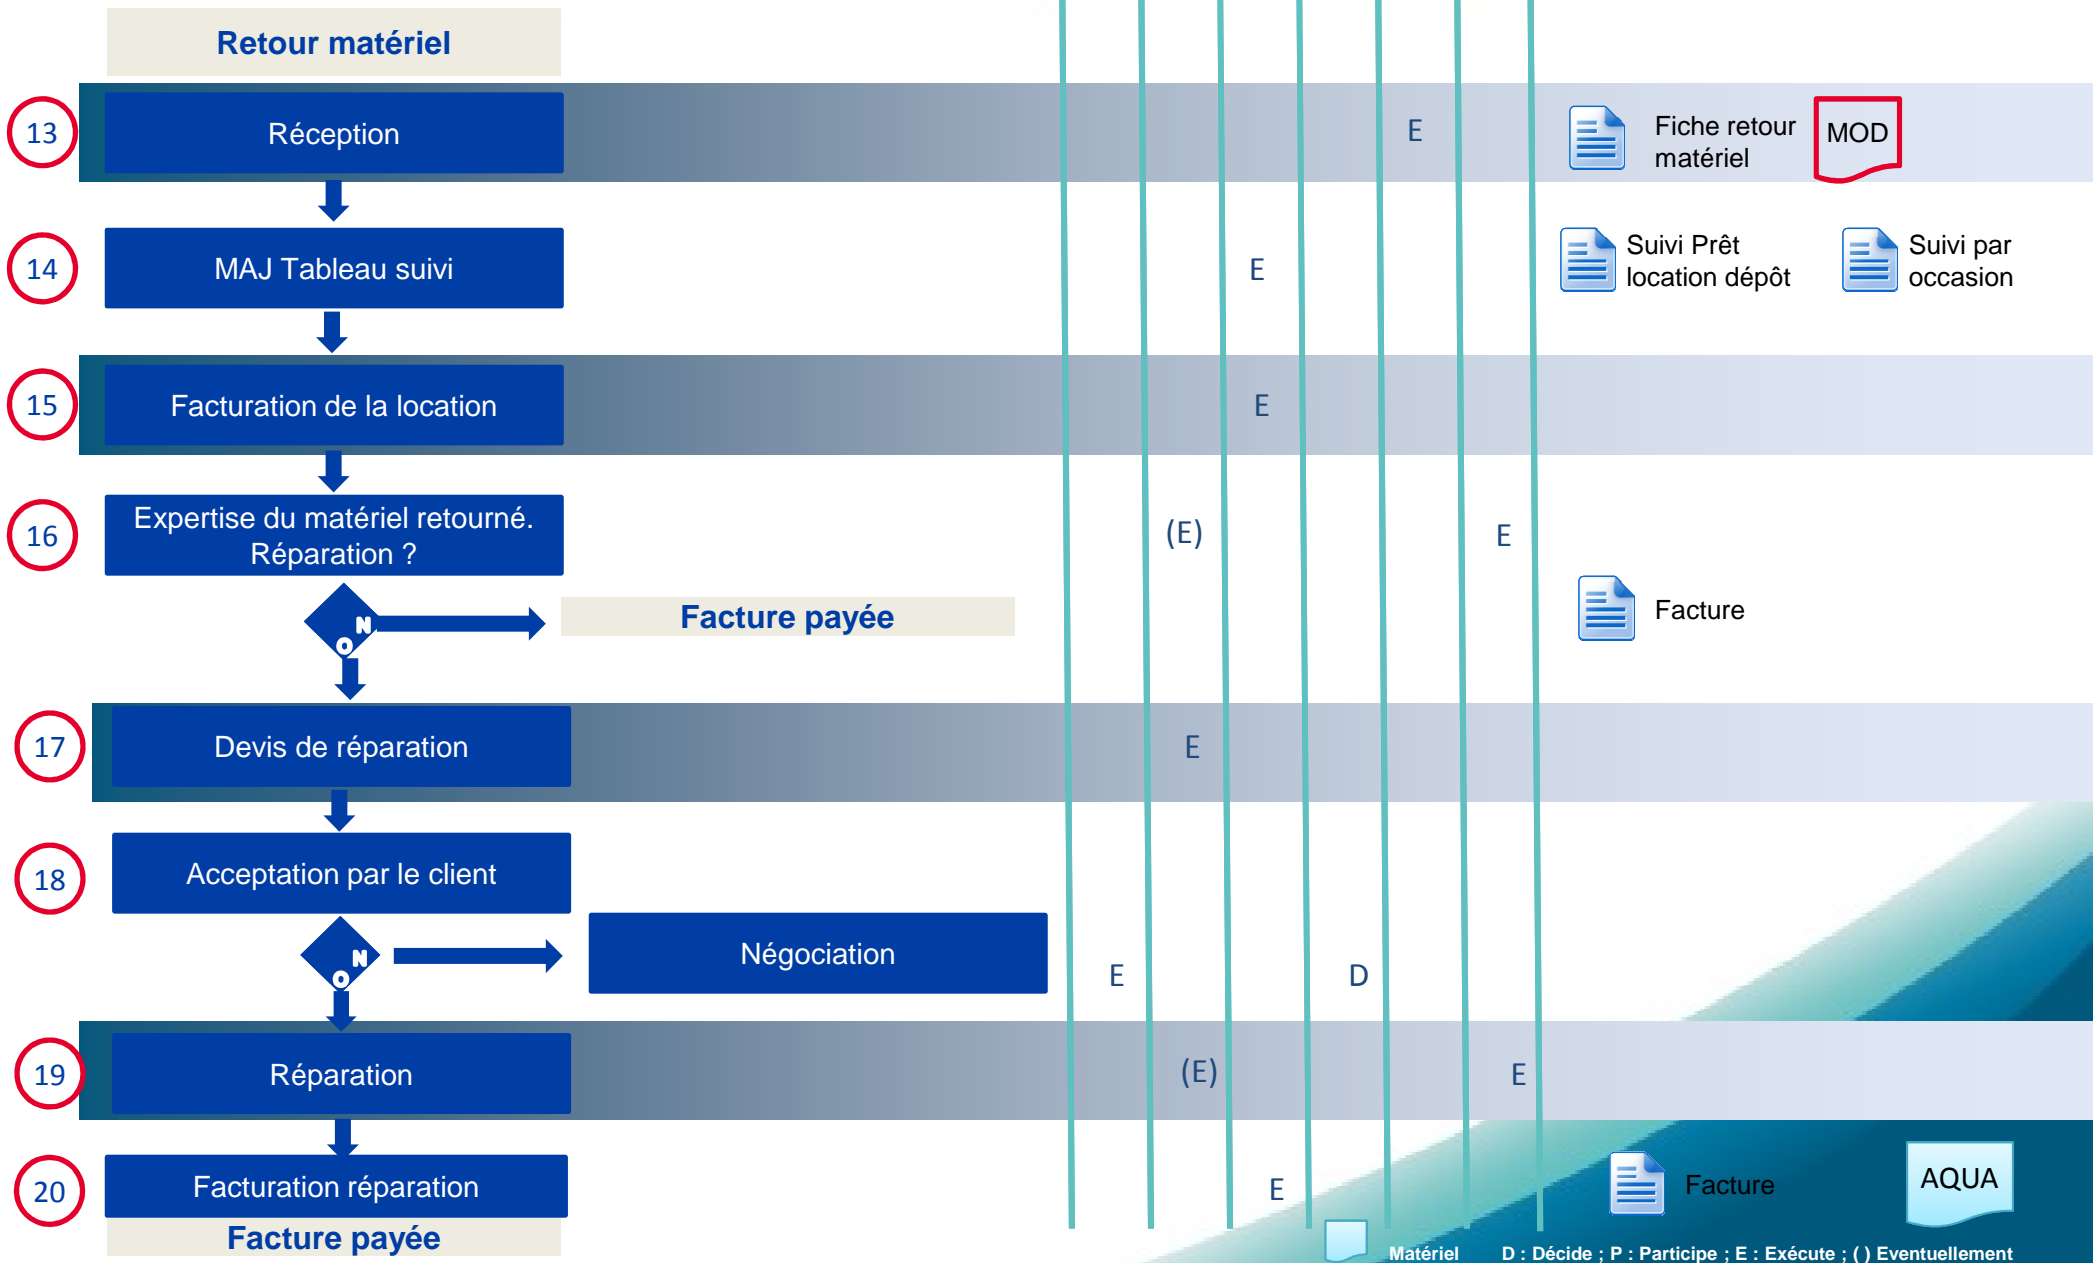 Retour matériel
13
Réception
E
Fiche retour
matériel
MOD
14
MAJ Tableau suivi
E
Suivi Prêt
location dépôt
Suivi par
occasion
15
Facturation de la location
E
16
Expertise du matériel retourné.
Réparation ?
(E)
E
N
O
Facture payée
Facture
17
Devis de réparation
E
18
Acceptation par le client
N
O
Négociation
E
D
19
Réparation
(E)
E
20
Facturation réparation
E
Facture
AQUA
Facture payée
Matériel
D : Décide ; P : Participe ; E : Exécute ; ( ) Eventuellement